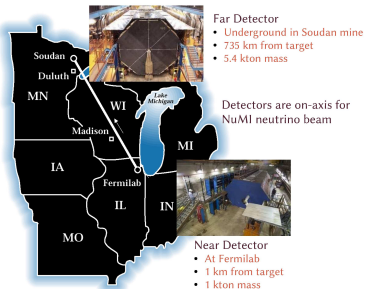 Far Detector
• Underground in Soudan mine
• 735 km from target
• 5.4 kton mass
Soudan
Duluth
MN
WI
Lake
Michigan
Detectors are on-axis for
NuMI neutrino beam
Madison
MI
IA
Fermilab
IL
IN
MO
Near Detector
• At Fermilab
• 1 km from target
• 1 kton mass